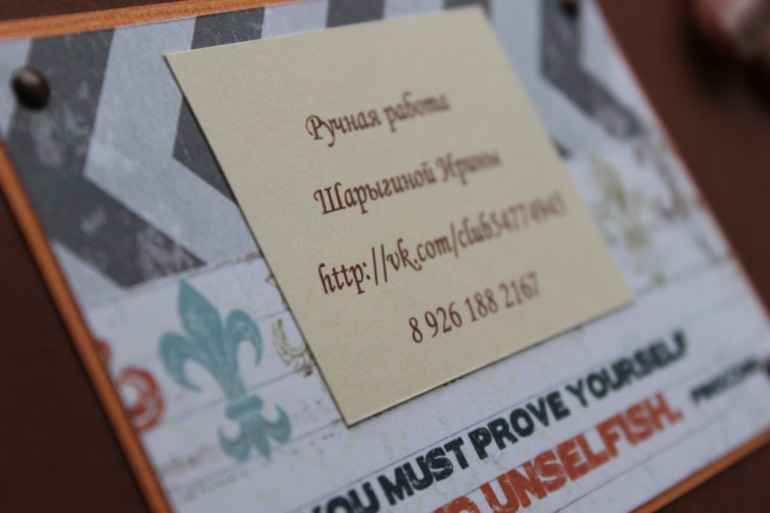 Ручная работа
Шарыгиной Ирины
http://vk.com/club54774945
8 926 188 2167
YOU MUST PROVE YOURSELF
UNSELFISH.